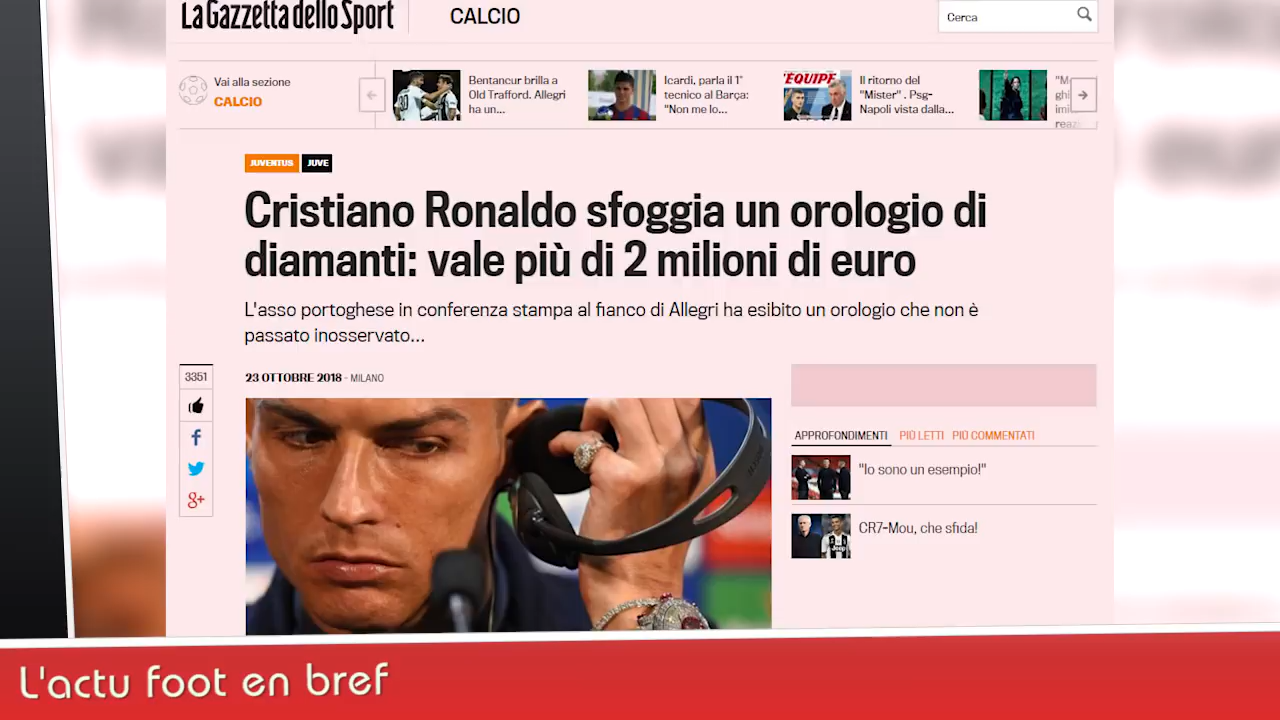 La Gazzetta dello Sport
CALCIO
Cerca
Vai alla sezione
CALCIO
Bentancur brilla a
Old Trafford. Allegri
ha un...
Icardi, parla il 1°
tecnico al Barça:
"Non me lo...
L'ÉQUIPE
Il ritorno del
"Mister" . Psg-
Napoli vista dalla...
JUVENTUS
JUVE
Cristiano Ronaldo sfoggia un orologio di
diamanti: vale più di 2 milioni di euro
L'asso portoghese in conferenza stampa al fianco di Allegri ha esibito un orologio che non è
passato inosservato...
3351
23 OTTOBRE 2018 - MILANO
APPROFONDIMENTI PIÙ LETTI PIÙ COMMENTATI
"Io sono un esempio!"
CR7-Mou, che sfida!
Jeep
L'actu foot en bref